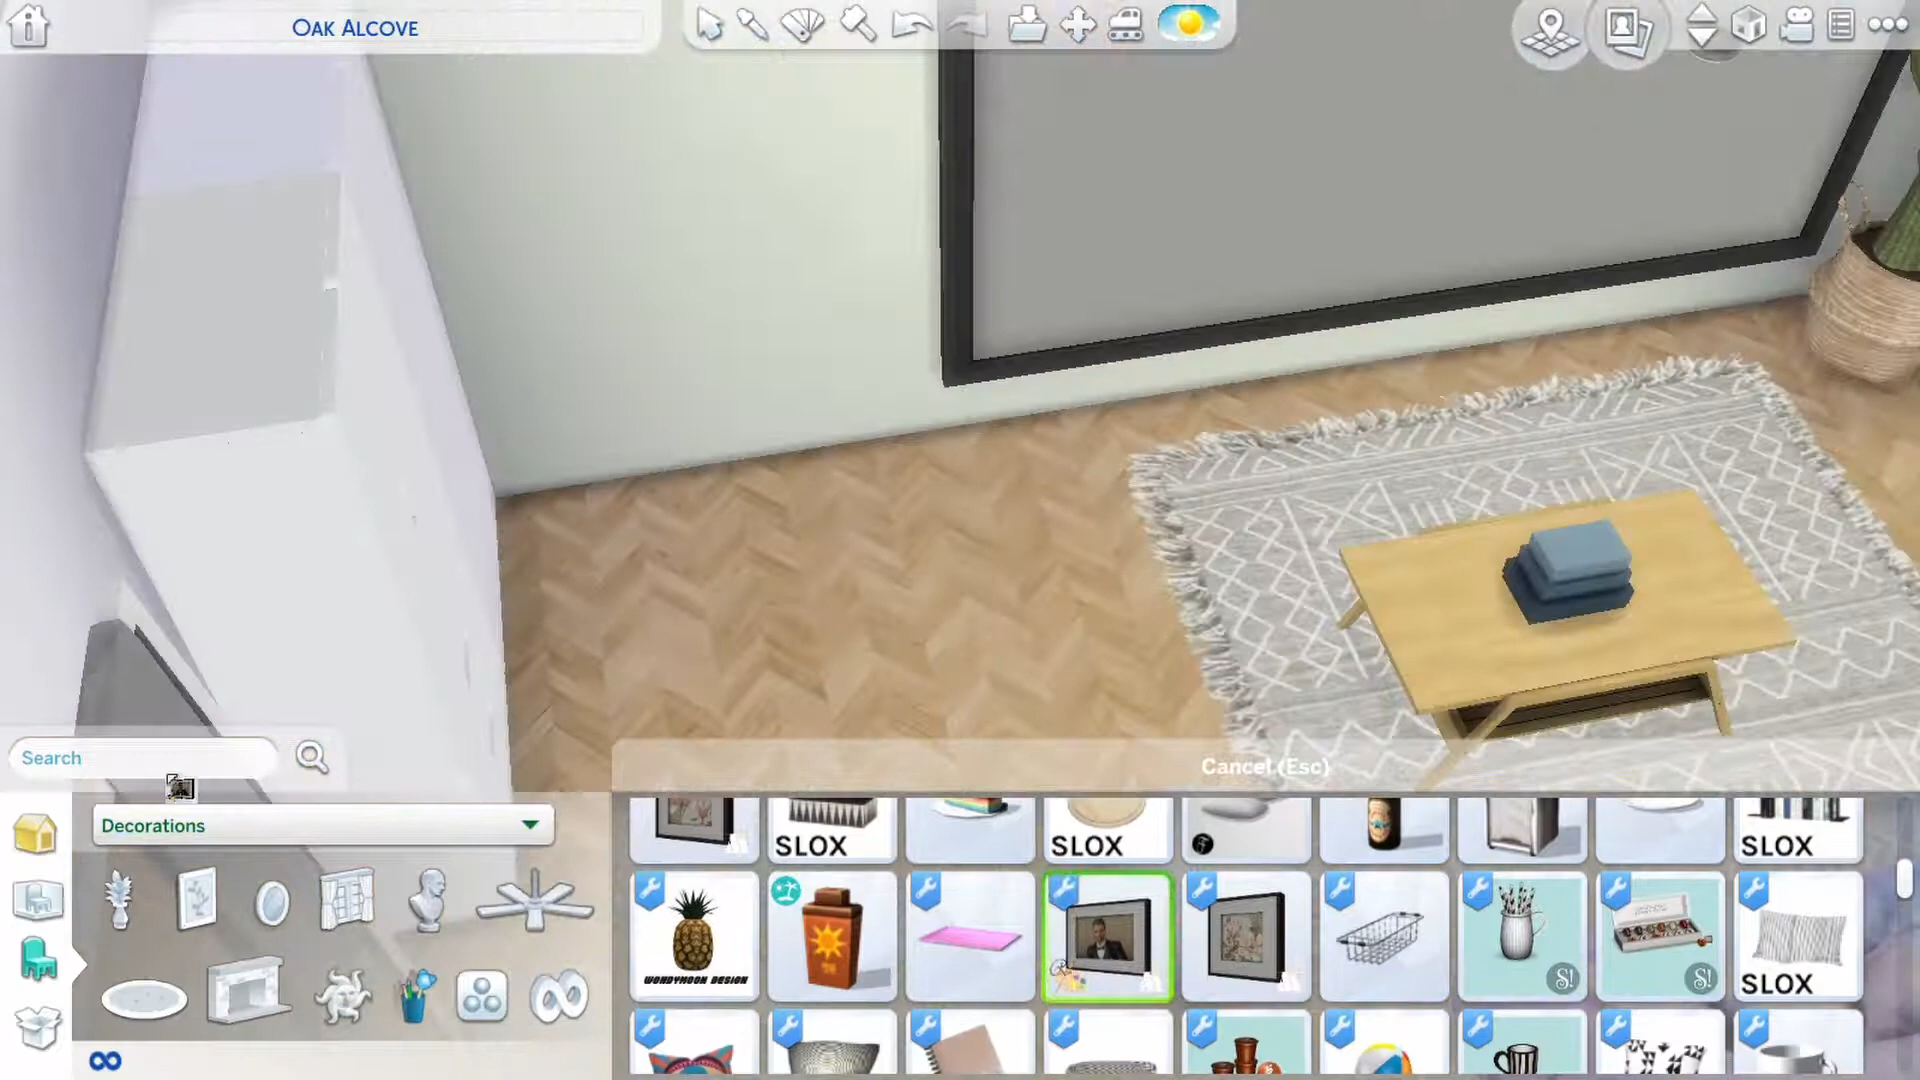 OAK ALCOVE
Search
Cancel (Esc)
Decorations
SLOX
SLOX
SLOX
WONDYMOON DESIGN
S!
S!
SLOX